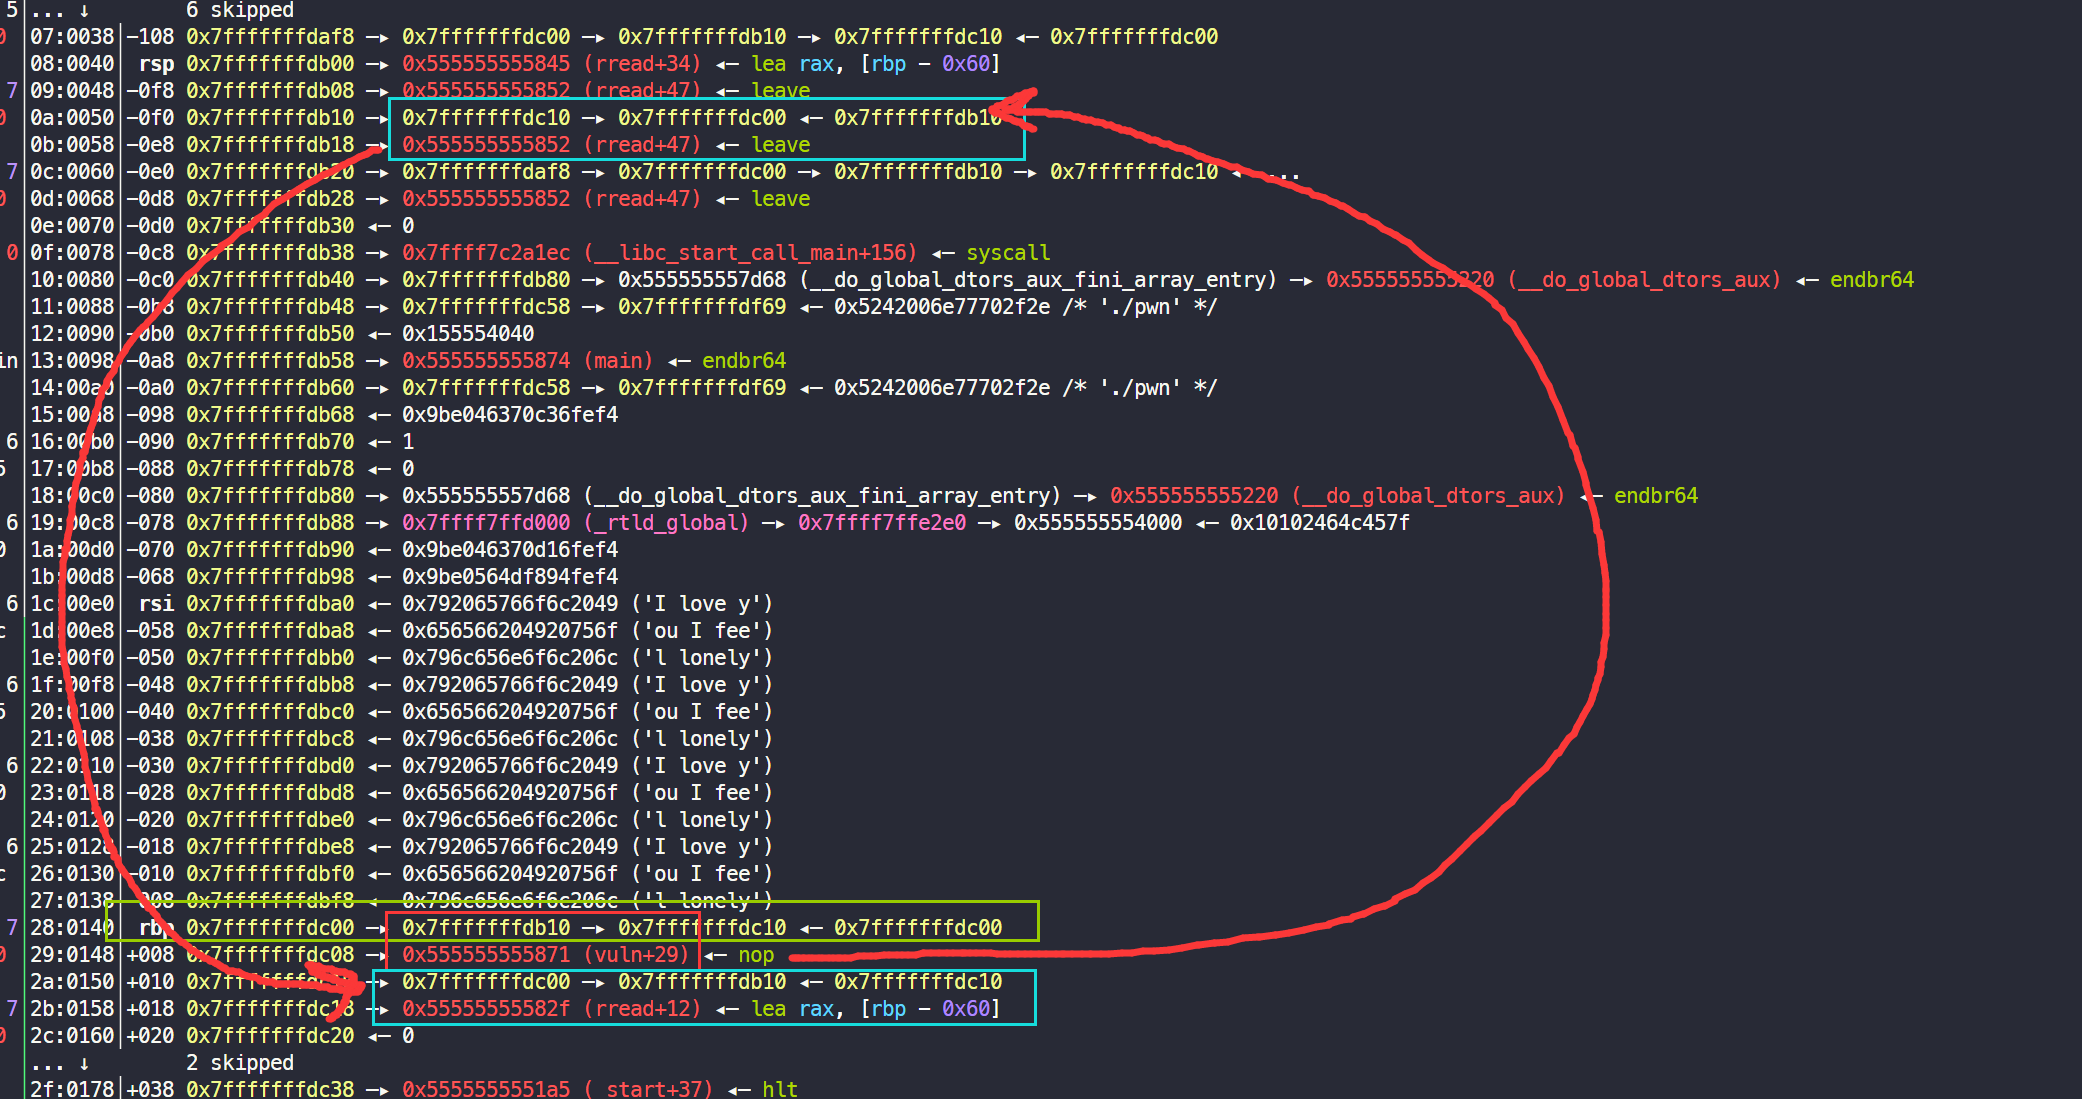 5 ... ↓ 6 skipped
0 07:0038 -108 0x7fffffffdaf8 —▸ 0x7fffffffdc00 —▸ 0x7fffffffdb10 —▸ 0x7fffffffdc10 ◂— 0x7fffffffdc00
08:0040 rsp 0x7fffffffdb00 —▸ 0x555555555845 (rread+34) ◂— lea rax, [rbp - 0x60]
7 09:0048 -0f8 0x7fffffffdb08 —▸ 0x555555555852 (rread+47) ◂— leave
0 0a:0050 -0f0 0x7fffffffdb10 —▸ 0x7fffffffdc10 —▸ 0x7fffffffdc00 ◂— 0x7fffffffdb10
0b:0058 -0e8 0x7fffffffdb18 —▸ 0x555555555852 (rread+47) ◂— leave
7 0c:0060 -0e0 0x7fffffffdb20 —▸ 0x7fffffffdaf8 —▸ 0x7fffffffdc00 —▸ 0x7fffffffdb10 —▸ 0x7fffffffdc10 ◂— ...
0 0d:0068 -0d8 0x7fffffffdb28 —▸ 0x555555555852 (rread+47) ◂— leave
0e:0070 -0d0 0x7fffffffdb30 ◂— 0
0 0f:0078 -0c8 0x7fffffffdb38 —▸ 0x7ffff7c2a1ec (__libc_start_call_main+156) ◂— syscall
10:0080 -0c0 0x7fffffffdb40 —▸ 0x7fffffffdb80 —▸ 0x555555557d68 (__do_global_dtors_aux_fini_array_entry) —▸ 0x555555555220 (__do_global_dtors_aux) ◂— endbr64
11:0088 -0b8 0x7fffffffdb48 —▸ 0x7fffffffdc58 —▸ 0x7fffffffdf69 ◂— 0x5242006e77702f2e /* './pwn' */
12:0090 -0b0 0x7fffffffdb50 ◂— 0x155554040
in 13:0098 -0a8 0x7fffffffdb58 —▸ 0x555555555874 (main) ◂— endbr64
14:00a0 -0a0 0x7fffffffdb60 —▸ 0x7fffffffdc58 —▸ 0x7fffffffdf69 ◂— 0x5242006e77702f2e /* './pwn' */
15:00a8 -098 0x7fffffffdb68 ◂— 0x9be046370c36fef4
6 16:00b0 -090 0x7fffffffdb70 ◂— 1
5 17:00b8 -088 0x7fffffffdb78 ◂— 0
18:00c0 -080 0x7fffffffdb80 —▸ 0x555555557d68 (__do_global_dtors_aux_fini_array_entry) —▸ 0x555555555220 (__do_global_dtors_aux) ◂— endbr64
6 19:00c8 -078 0x7fffffffdb88 —▸ 0x7ffff7ffd000 (_rtld_global) —▸ 0x7ffff7ffe2e0 —▸ 0x555555554000 ◂— 0x10102464c457f
0 1a:00d0 -070 0x7fffffffdb90 ◂— 0x9be046370d16fef4
1b:00d8 -068 0x7fffffffdb98 ◂— 0x9be0564df894fef4
6 1c:00e0 rsi 0x7fffffffdba0 ◂— 0x792065766f6c2049 ('I love y')
c 1d:00e8 -058 0x7fffffffdba8 ◂— 0x656566204920756f ('ou I fee')
1e:00f0 -050 0x7fffffffdbb0 ◂— 0x796c656e6f6c206c ('l lonely')
6 1f:00f8 -048 0x7fffffffdbb8 ◂— 0x792065766f6c2049 ('I love y')
5 20:0100 -040 0x7fffffffdbc0 ◂— 0x656566204920756f ('ou I fee')
21:0108 -038 0x7fffffffdbc8 ◂— 0x796c656e6f6c206c ('l lonely')
6 22:0110 -030 0x7fffffffdbd0 ◂— 0x792065766f6c2049 ('I love y')
0 23:0118 -028 0x7fffffffdbd8 ◂— 0x656566204920756f ('ou I fee')
24:0120 -020 0x7fffffffdbe0 ◂— 0x796c656e6f6c206c ('l lonely')
6 25:0128 -018 0x7fffffffdbe8 ◂— 0x792065766f6c2049 ('I love y')
c 26:0130 -010 0x7fffffffdbf0 ◂— 0x656566204920756f ('ou I fee')
27:0138 -008 0x7fffffffdbf8 ◂— 0x796c656e6f6c206c ('l lonely')
7 28:0140 rbp 0x7fffffffdc00 —▸ 0x7fffffffdb10 —▸ 0x7fffffffdc10 ◂— 0x7fffffffdc00
0 29:0148 +008 0x7fffffffdc08 —▸ 0x555555555871 (vuln+29) ◂— nop
2a:0150 +010 0x7fffffffdc10 —▸ 0x7fffffffdc00 —▸ 0x7fffffffdb10 ◂— 0x7fffffffdc10
7 2b:0158 +018 0x7fffffffdc18 —▸ 0x55555555582f (rread+12) ◂— lea rax, [rbp - 0x60]
0 2c:0160 +020 0x7fffffffdc20 ◂— 0
... ↓ 2 skipped
2f:0178 +038 0x7fffffffdc38 —▸ 0x5555555551a5 (_start+37) ◂— hlt